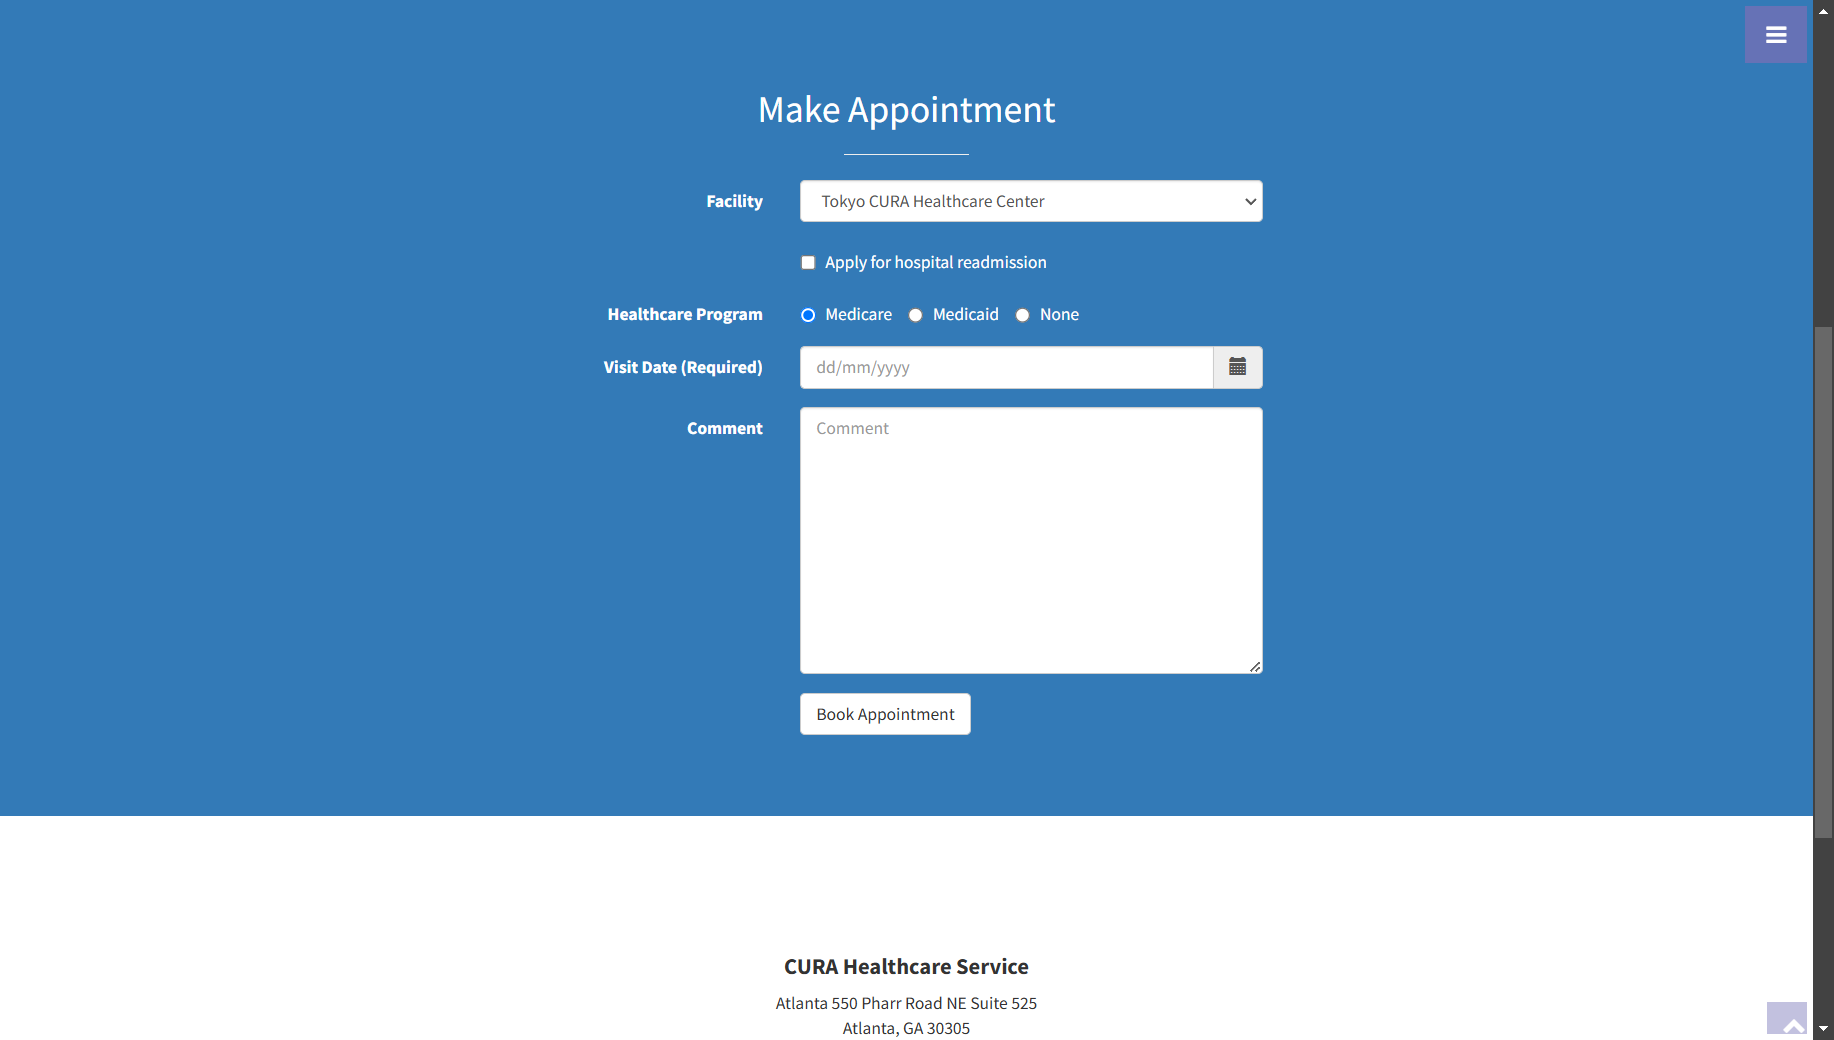 Make Appointment
Facility
Tokyo CURA Healthcare Center
Apply for hospital readmission
Healthcare Program
Medicare
Medicaid
None
Visit Date (Required)
dd/mm/yyyy
Comment
Comment
Book Appointment
CURA Healthcare Service
Atlanta 550 Pharr Road NE Suite 525
Atlanta, GA 30305